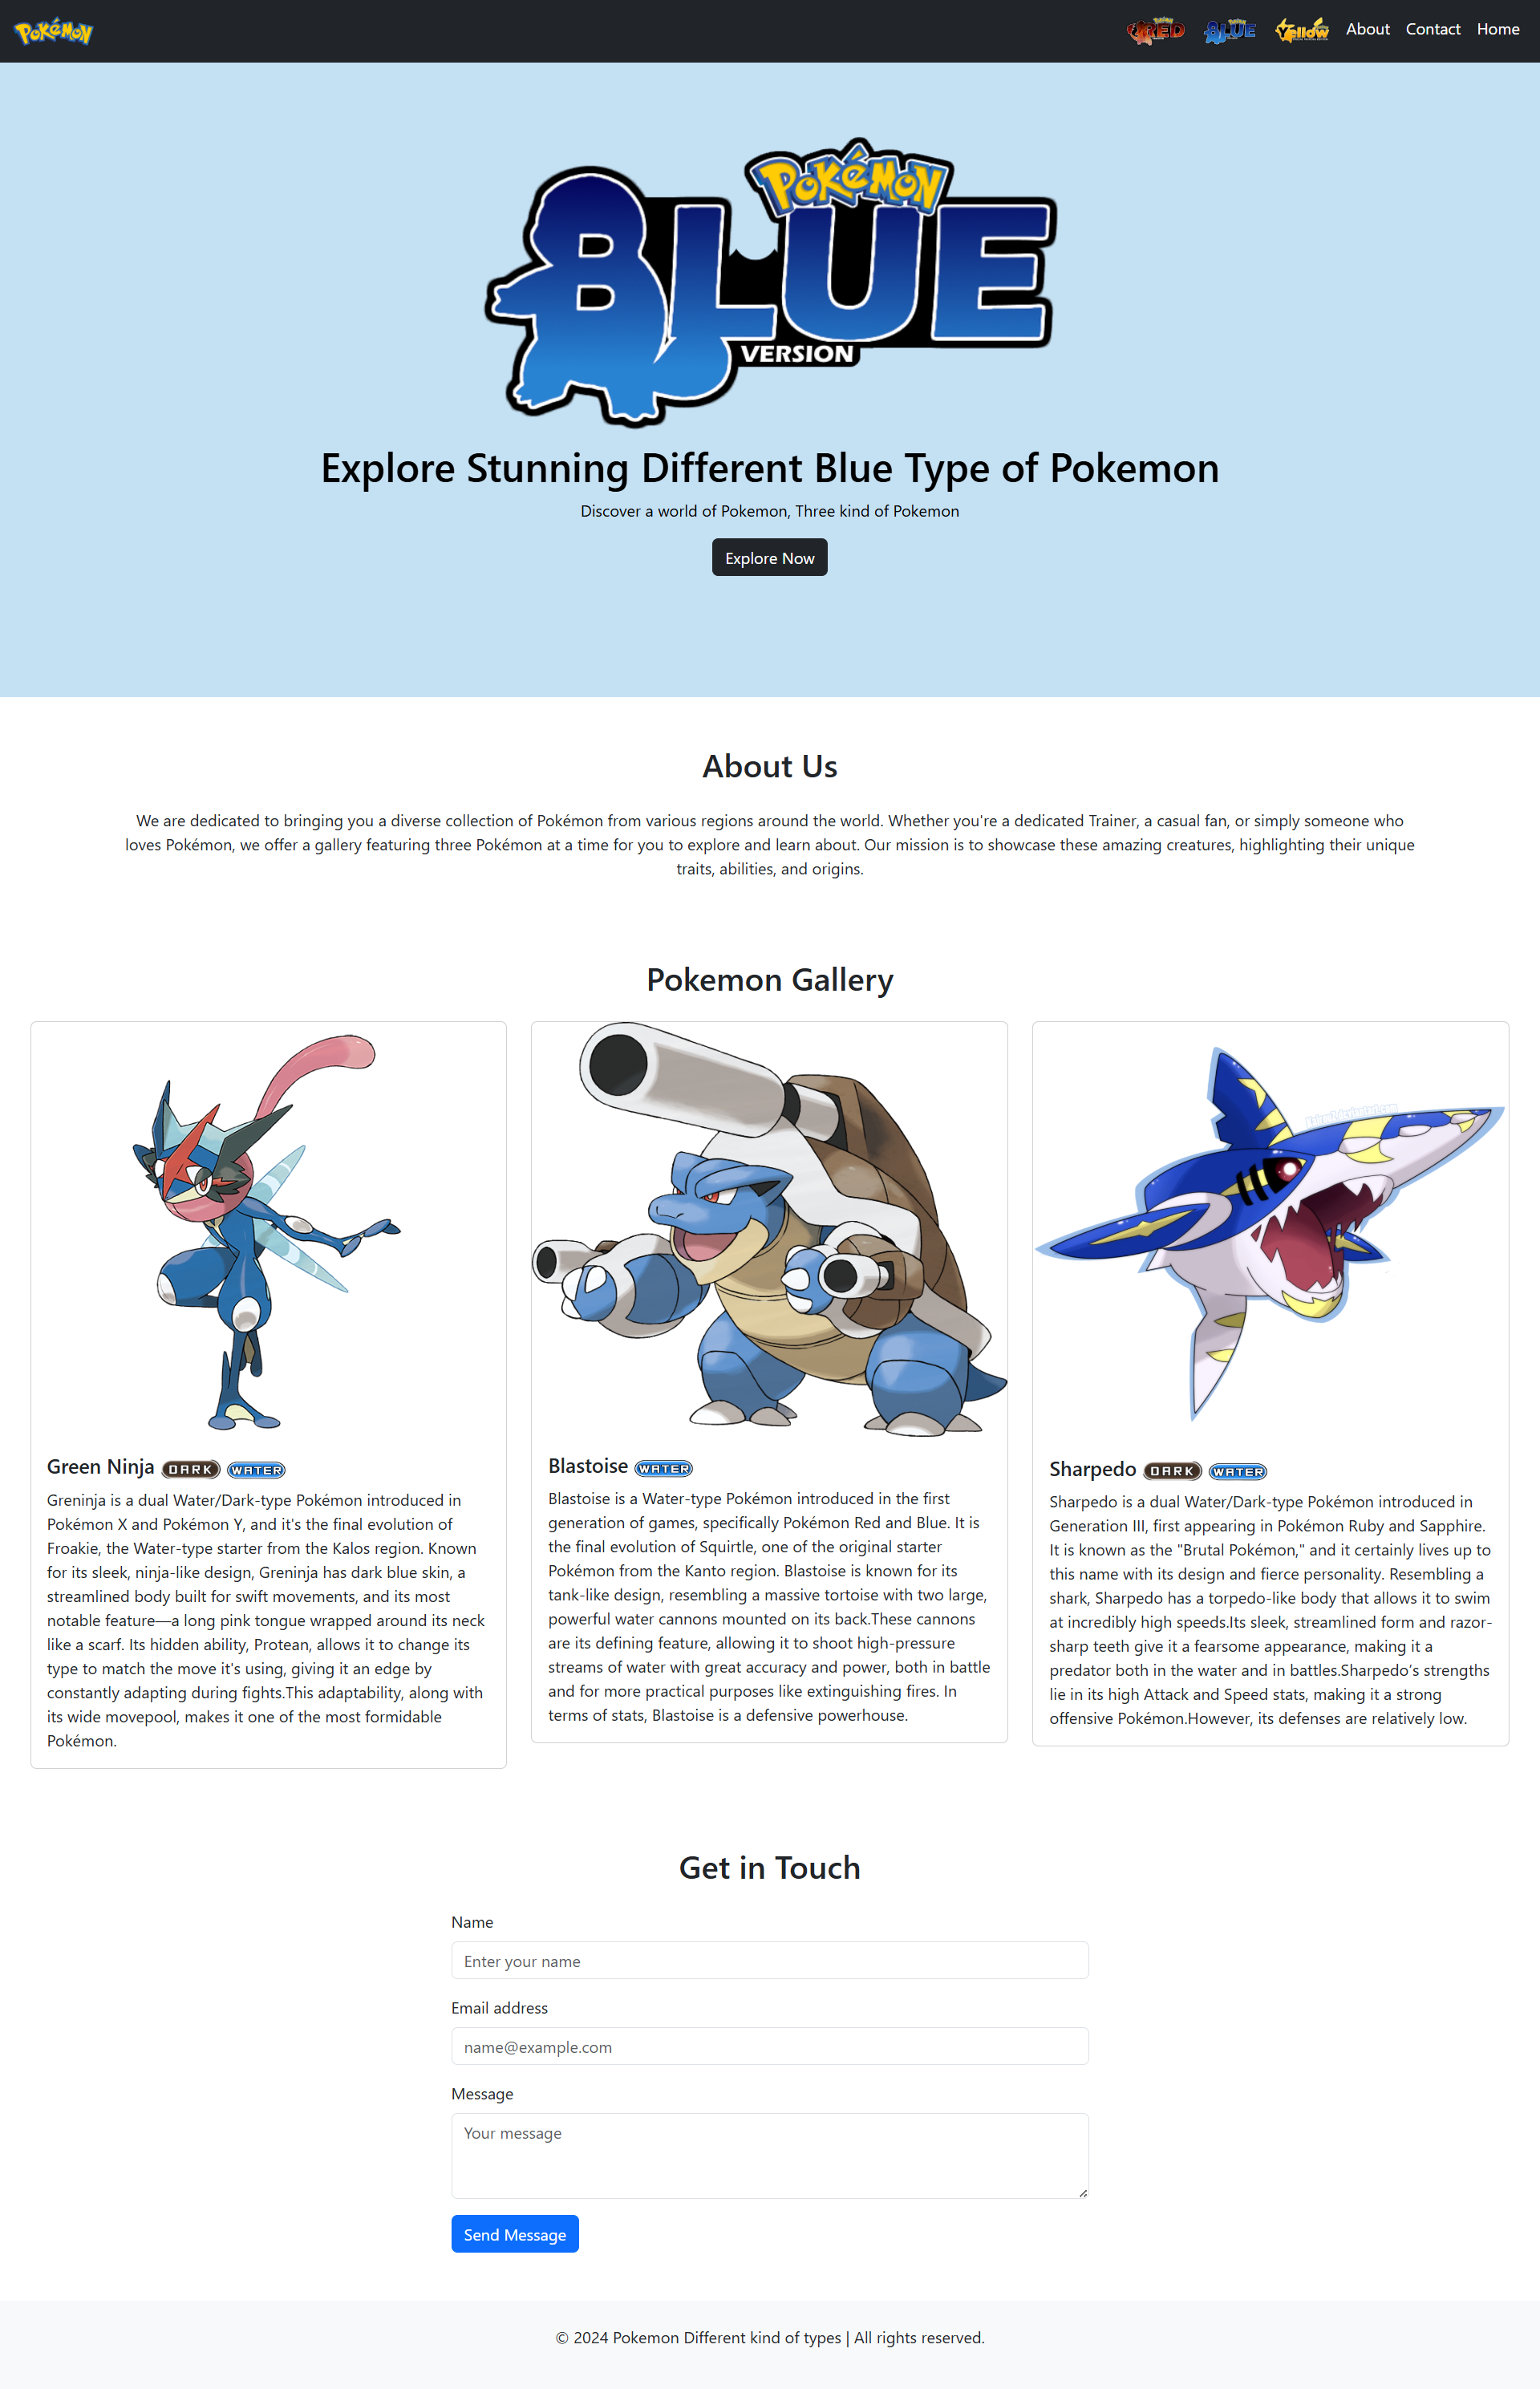 POKéMON
POKéMON RED
POKéMON BLUE
Yellow
About
Contact
Home
POKéMON
BLUE
VERSION
Explore Stunning Different Blue Type of Pokemon
Discover a world of Pokemon, Three kind of Pokemon
Explore Now
About Us
We are dedicated to bringing you a diverse collection of Pokémon from various regions around the world. Whether you're a dedicated Trainer, a casual fan, or simply someone who
loves Pokémon, we offer a gallery featuring three Pokémon at a time for you to explore and learn about. Our mission is to showcase these amazing creatures, highlighting their unique
traits, abilities, and origins.
Pokemon Gallery
Green Ninja DARK WATER
Greninja is a dual Water/Dark-type Pokémon introduced in
Pokémon X and Pokémon Y, and it's the final evolution of
Froakie, the Water-type starter from the Kalos region. Known
for its sleek, ninja-like design, Greninja has dark blue skin, a
streamlined body built for swift movements, and its most
notable feature—a long pink tongue wrapped around its neck
like a scarf. Its hidden ability, Protean, allows it to change its
type to match the move it's using, giving it an edge by
constantly adapting during fights.This adaptability, along with
its wide movepool, makes it one of the most formidable
Pokémon.
Blastoise WATER
Blastoise is a Water-type Pokémon introduced in the first
generation of games, specifically Pokémon Red and Blue. It is
the final evolution of Squirtle, one of the original starter
Pokémon from the Kanto region. Blastoise is known for its
tank-like design, resembling a massive tortoise with two large,
powerful water cannons mounted on its back.These cannons
are its defining feature, allowing it to shoot high-pressure
streams of water with great accuracy and power, both in battle
and for more practical purposes like extinguishing fires. In
terms of stats, Blastoise is a defensive powerhouse.
Sharpedo DARK WATER
Sharpedo is a dual Water/Dark-type Pokémon introduced in
Generation III, first appearing in Pokémon Ruby and Sapphire.
It is known as the "Brutal Pokémon," and it certainly lives up to
this name with its design and fierce personality. Resembling a
shark, Sharpedo has a torpedo-like body that allows it to swim
at incredibly high speeds.Its sleek, streamlined form and razor-
sharp teeth give it a fearsome appearance, making it a
predator both in the water and in battles.Sharpedo’s strengths
lie in its high Attack and Speed stats, making it a strong
offensive Pokémon.However, its defenses are relatively low.
Get in Touch
Name
Enter your name
Email address
name@example.com
Message
Your message
Send Message
© 2024 Pokemon Different kind of types | All rights reserved.